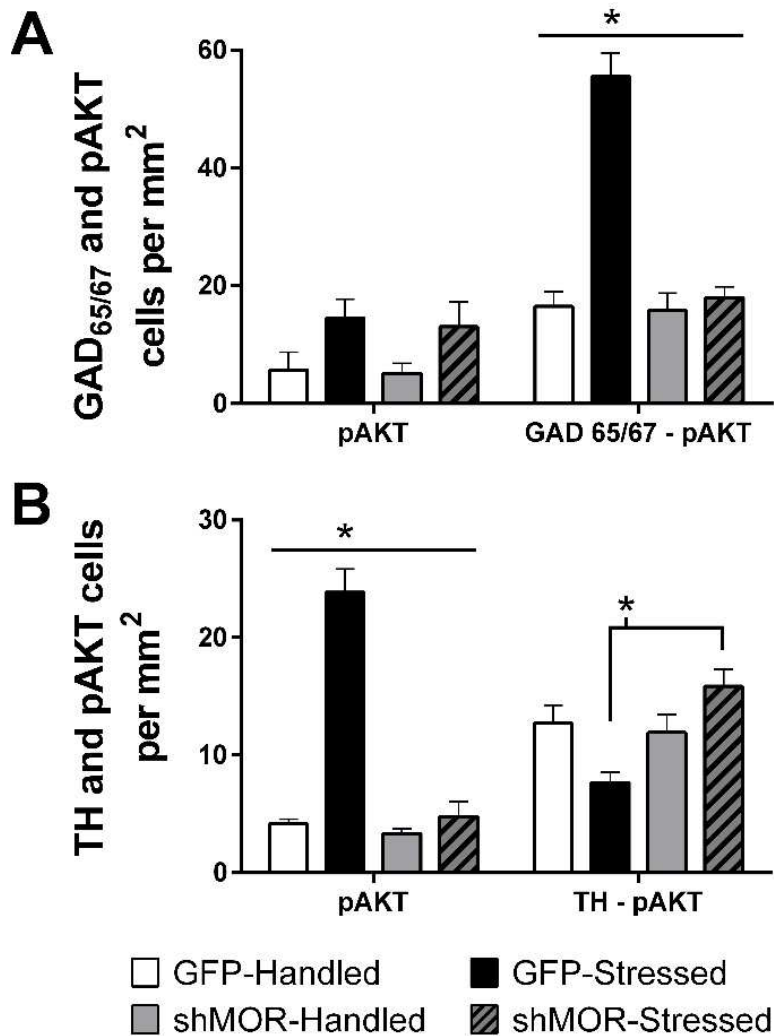 A
GAD65/67 and pAKT
cells per mm2
60
40
20
0
*
pAKT
GAD 65/67 - pAKT
B
TH and pAKT cells
per mm2
30
20
10
0
*
*
pAKT
TH - pAKT
GFP-Handled
GFP-Stressed
shMOR-Handled
shMOR-Stressed